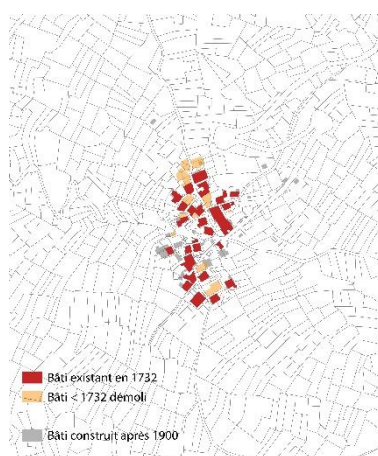 Bâti existant en 1732
Bâti < 1732 démoli
Bâti construit après 1900